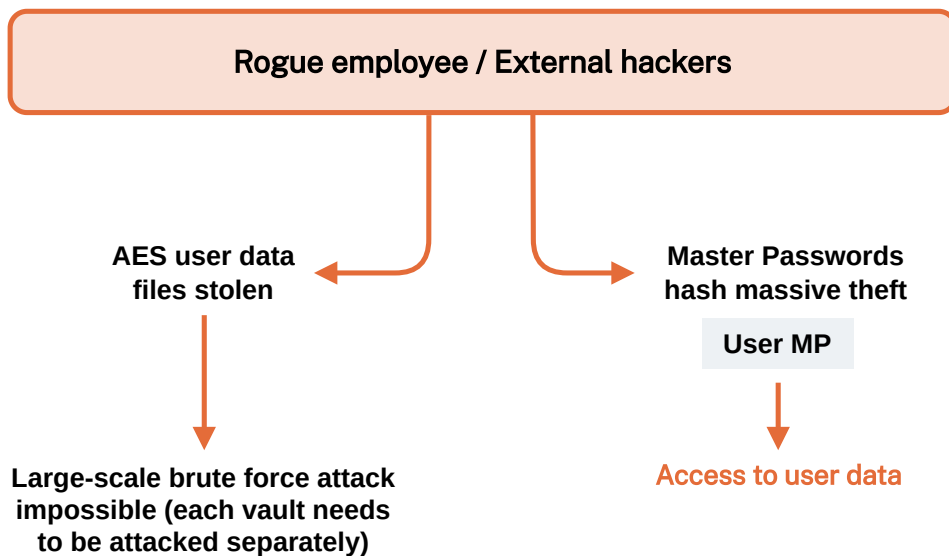 Rogue employee / External hackers
AES user data
files stolen
Master Passwords
hash massive theft
User MP
Large-scale brute force attack
impossible (each vault needs
to be attacked separately)
Access to user data